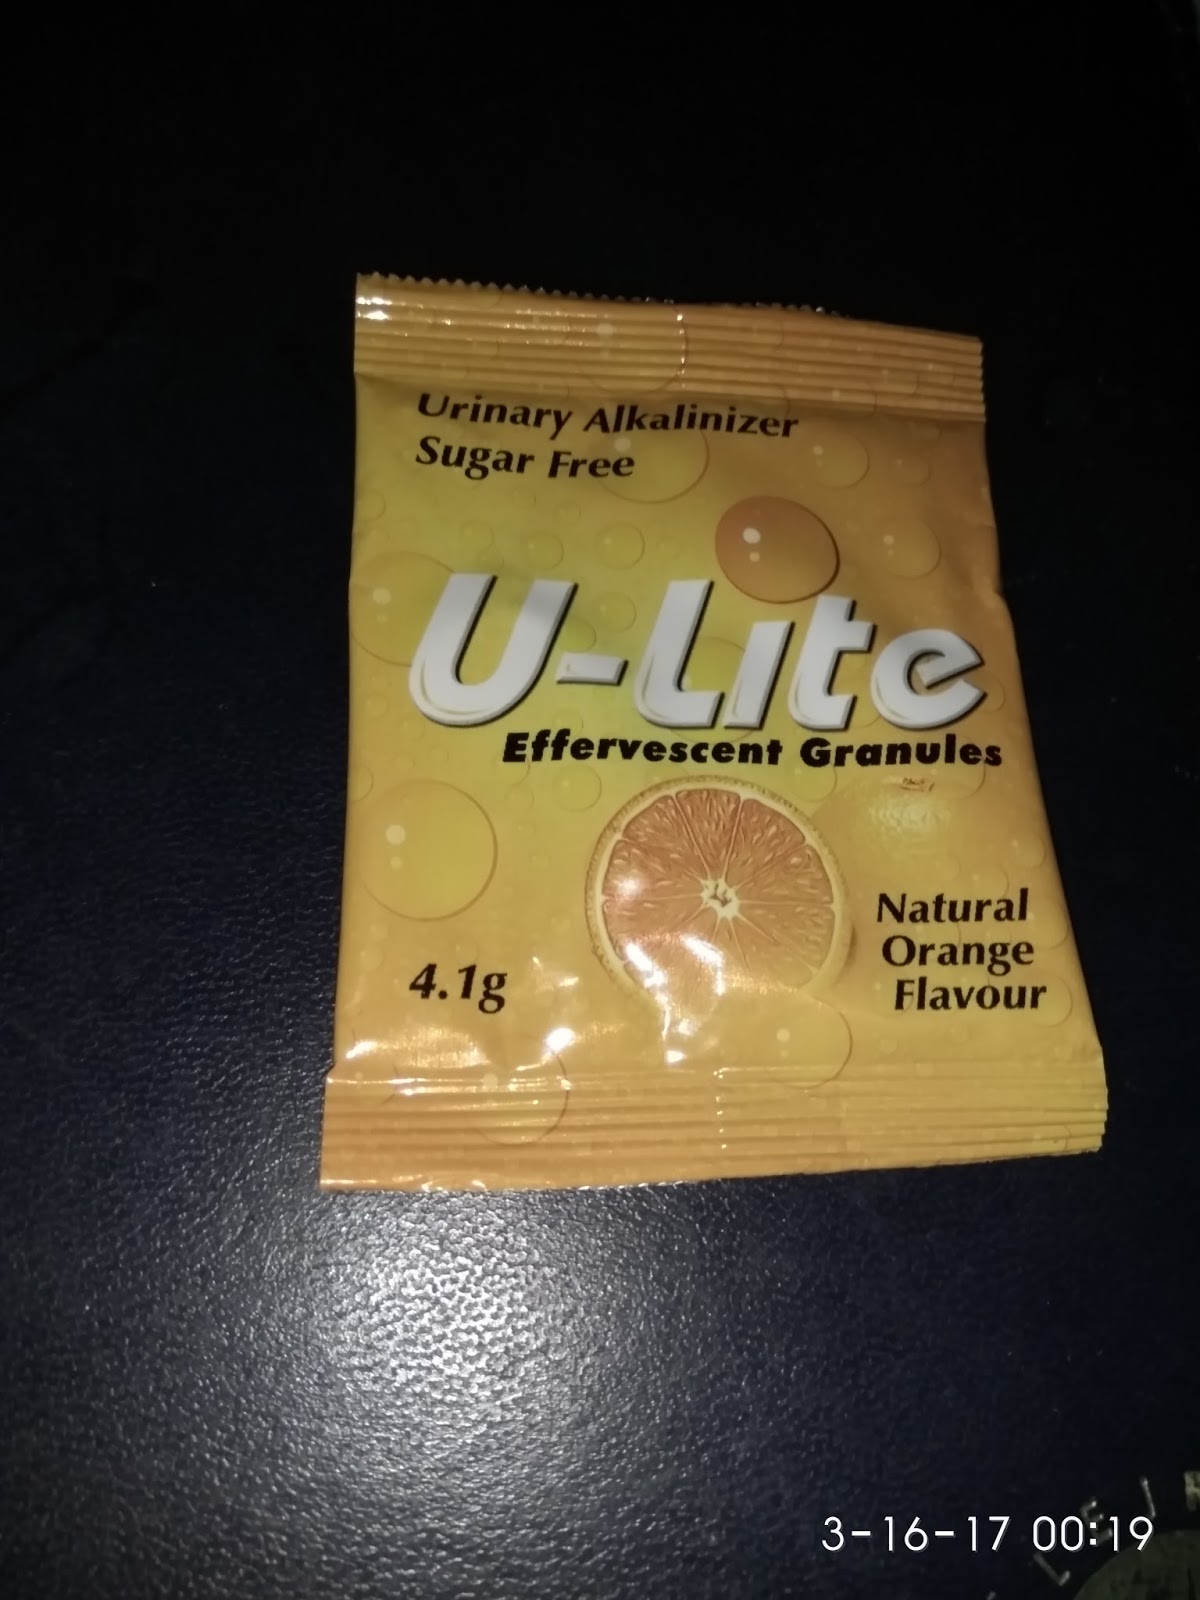 Urinary Alkalinizer
Sugar Free
U-Lite
Effervescent Granules
Natural
Orange
Flavour
4.1g
3-16-17 00:19